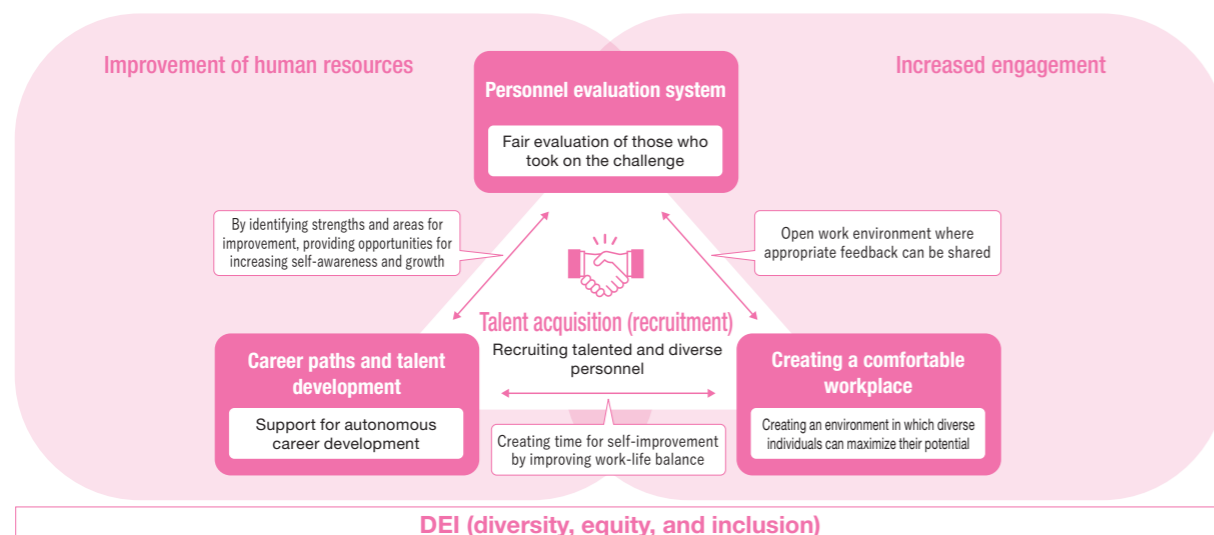 Improvement of human resources
Increased engagement
Personnel evaluation system
Fair evaluation of those who
took on the challenge
By identifying strengths and areas for
improvement, providing opportunities for
increasing self-awareness and growth
Open work environment where
appropriate feedback can be shared
Talent acquisition (recruitment)
Recruiting talented and diverse
personnel
Career paths and talent
development
Support for autonomous
career development
Creating a comfortable
workplace
Creating an environment in which diverse
individuals can maximize their potential
Creating time for self-improvement
by improving work-life balance
DEI (diversity, equity, and inclusion)